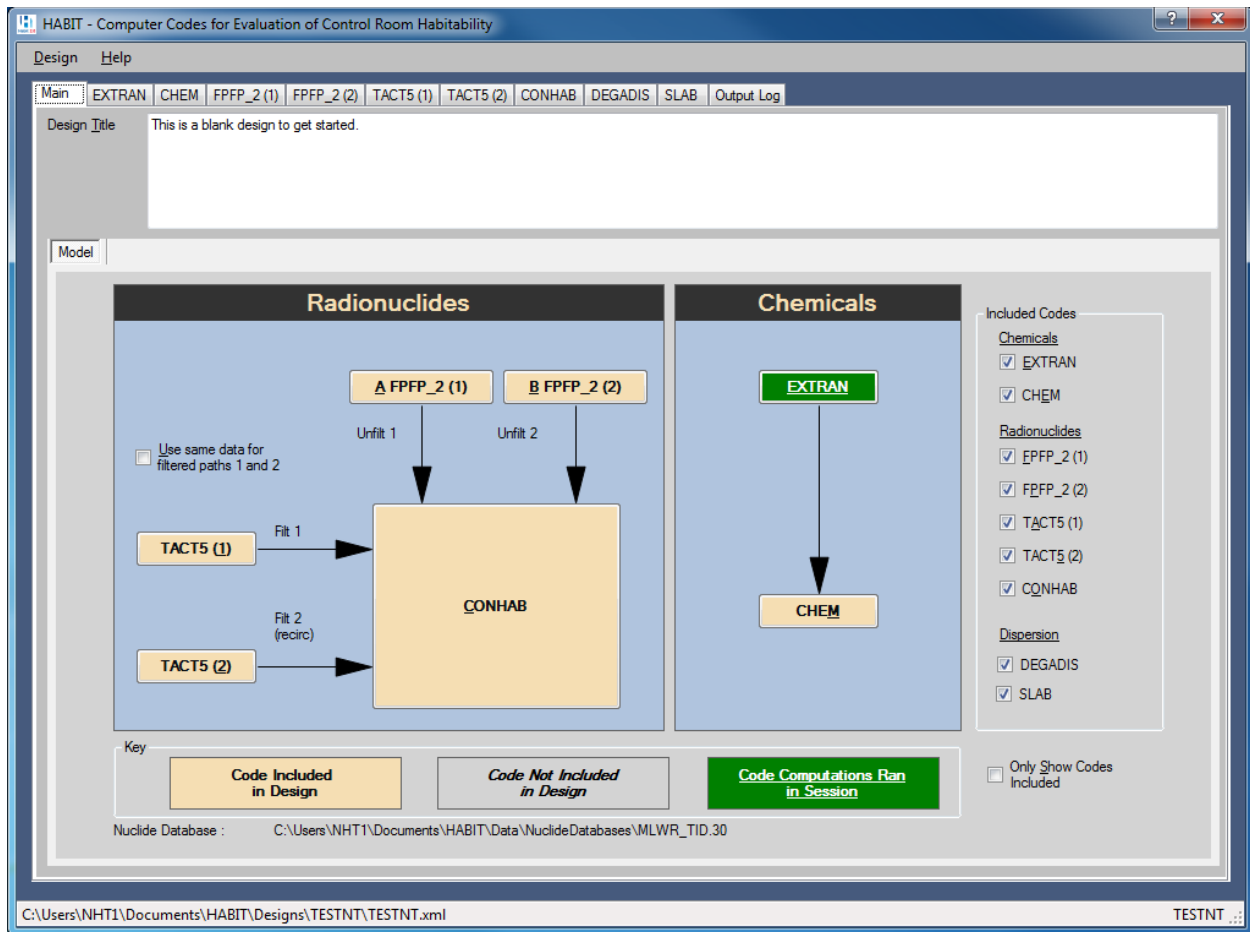 HABIT - Computer Codes for Evaluation of Control Room Habitability
Design Help
Main EXTRAN CHEM FPFP_2 (1) FPFP_2 (2) TACT5 (1) TACT5 (2) CONHAB DEGADIS SLAB Output Log
Design Title
This is a blank design to get started.
Model
Radionuclides
A FPFP_2 (1)
B FPFP_2 (2)
Unfilt 1
Unfilt 2
Use same data for
filtered paths 1 and 2
TACT5 (1)
Filt 1
CONHAB
Filt 2
(recirc)
TACT5 (2)
Chemicals
EXTRAN
CHEM
Included Codes
Chemicals
EXTRAN
CHEM
Radionuclides
FPFP_2 (1)
FPFP_2 (2)
TACT5 (1)
TACT5 (2)
CONHAB
Dispersion
DEGADIS
SLAB
Key
Code Included
in Design
Code Not Included
in Design
Code Computations Ran
in Session
Only Show Codes
Included
Nuclide Database : C:\Users\NHT1\Documents\HABIT\Data\NuclideDatabases\MLWR_TID.30
C:\Users\NHT1\Documents\HABIT\Designs\TESTNT\TESTNT.xml
TESTNT